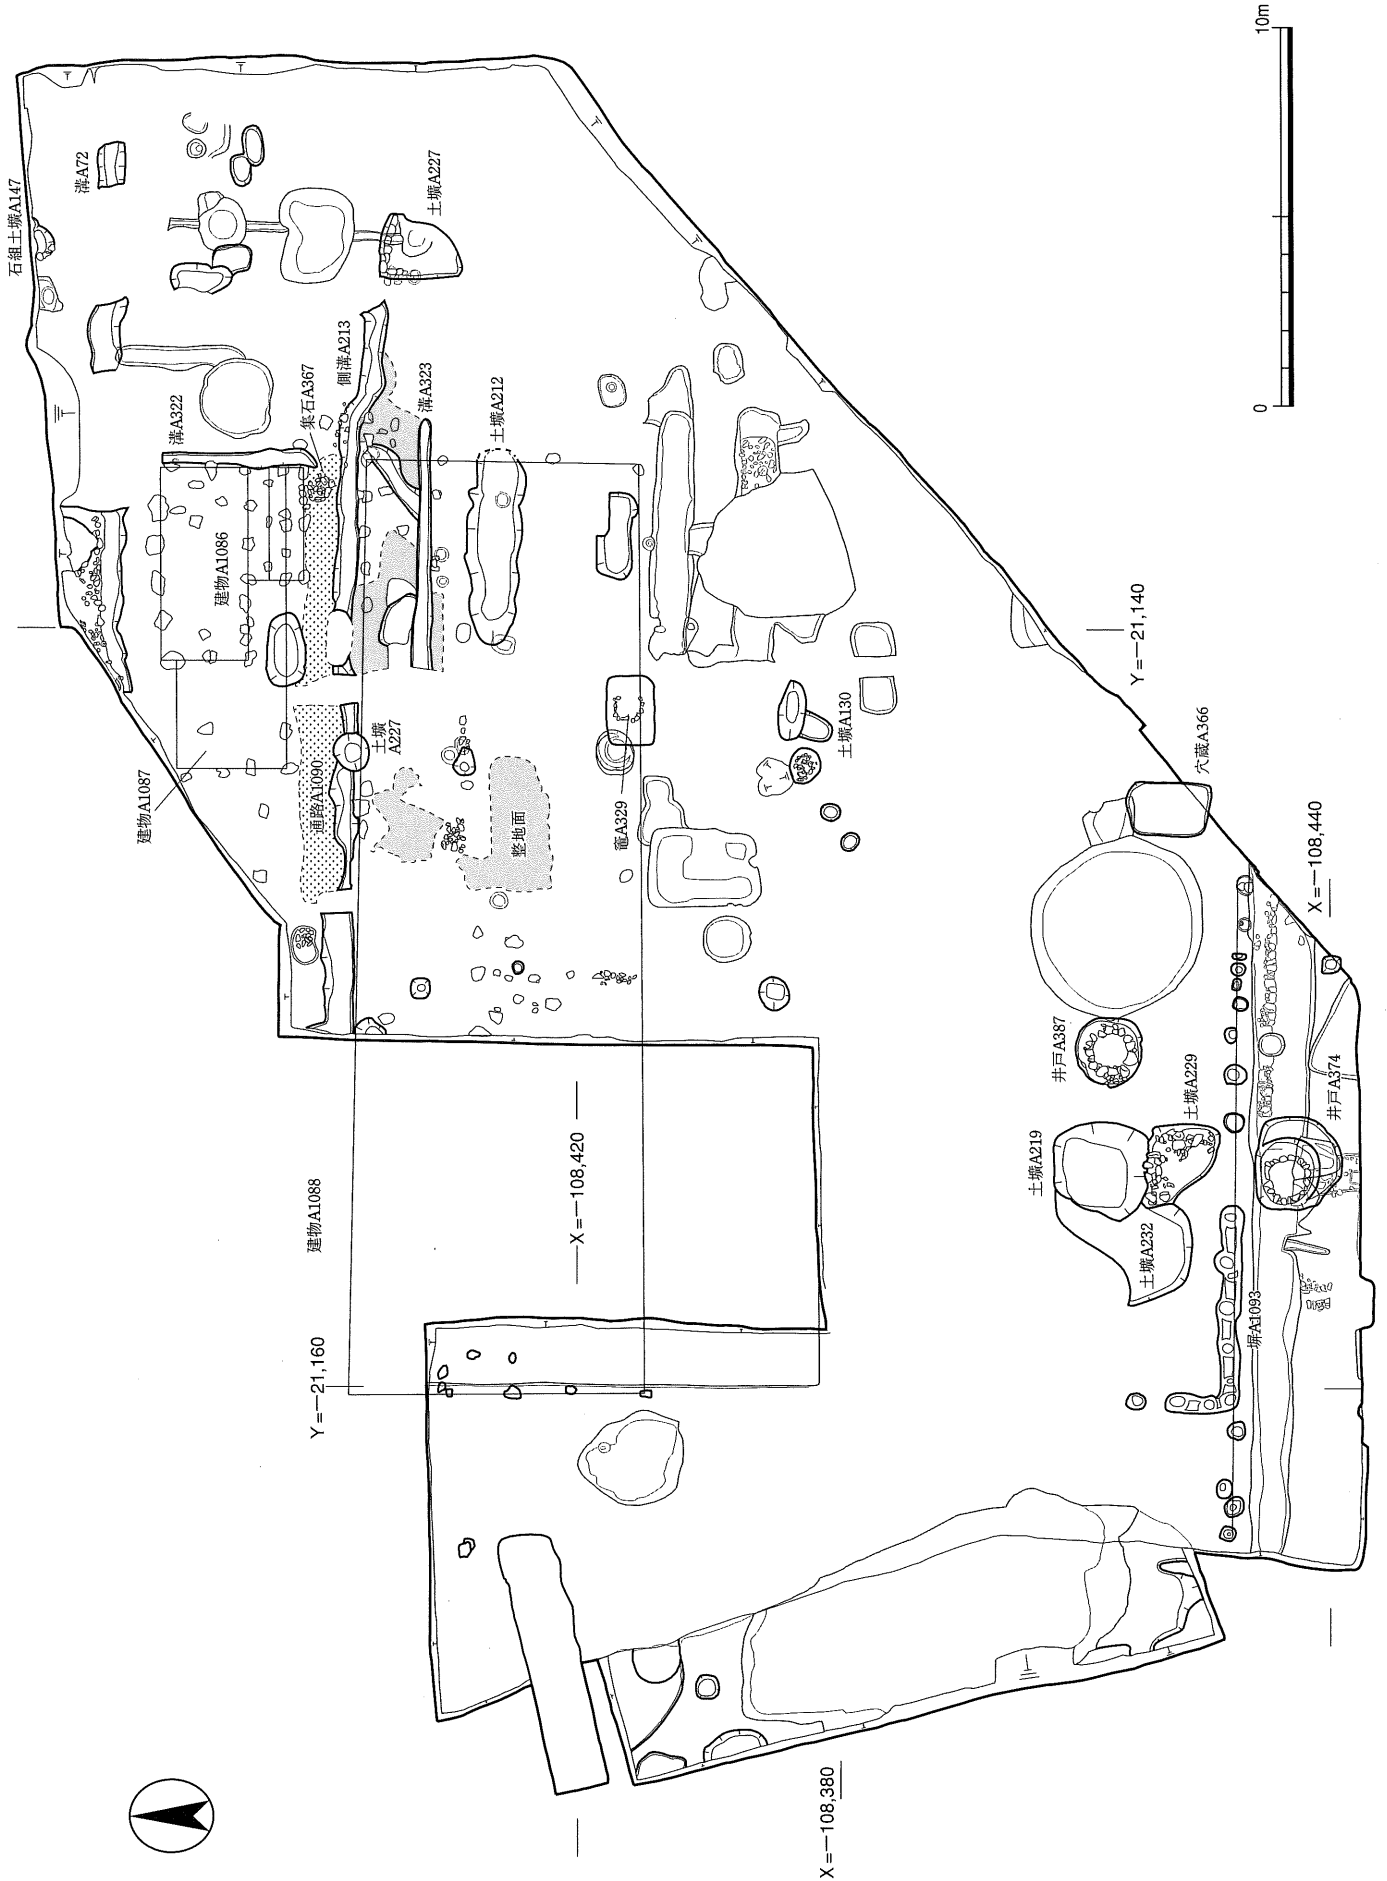 石組土壙A147
溝A72
土壙A227
側溝A213
集石A367
溝A322
溝A323
土壙A212
建物A1086
建物A1087
通路A1090
土壙
A227
整地面
竈A329
土壙A130
Y=-21,140
穴蔵A366
X=-108,440
井戸A387
土壙A229
井戸A374
土壙A219
土壙A232
塀A1093
建物A1088
X=-108,420
Y=-21,160
X=-108,380
0
10m